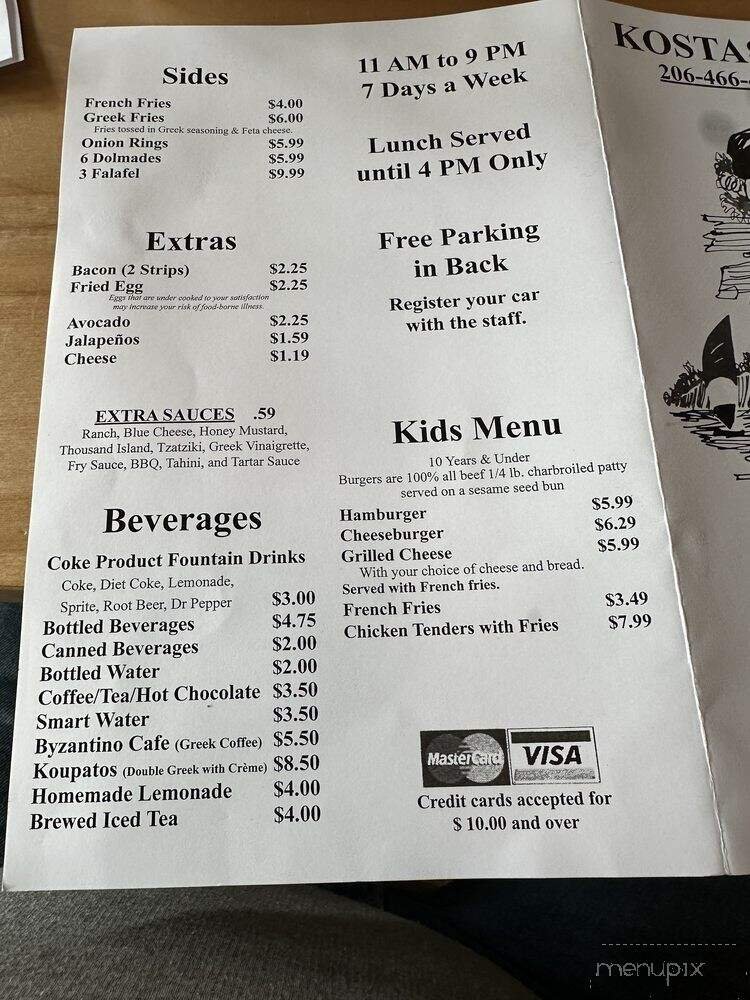 Sides
French Fries $4.00
Greek Fries $6.00
Fries tossed in Greek seasoning & Feta cheese.
Onion Rings $5.99
6 Dolmades $5.99
3 Falafel $9.99
Extras
Bacon (2 Strips) $2.25
Fried Egg $2.25
Eggs that are under cooked to your satisfaction
may increase your risk of food-borne illness.
Avocado $2.25
Jalapeños $1.59
Cheese $1.19
EXTRA SAUCES .59
Ranch, Blue Cheese, Honey Mustard,
Thousand Island, Tzatziki, Greek Vinaigrette,
Fry Sauce, BBQ, Tahini, and Tartar Sauce
Beverages
Coke Product Fountain Drinks
Coke, Diet Coke, Lemonade,
Sprite, Root Beer, Dr Pepper $3.00
Bottled Beverages $4.75
Canned Beverages $2.00
Bottled Water $2.00
Coffee/Tea/Hot Chocolate $3.50
Smart Water $3.50
Byzantino Cafe (Greek Coffee) $5.50
Koupatos (Double Greek with Crème) $8.50
Homemade Lemonade $4.00
Brewed Iced Tea $4.00
11 AM to 9 PM
7 Days a Week
Lunch Served
until 4 PM Only
Free Parking
in Back
Register your car
with the staff.
Kids Menu
10 Years & Under
Burgers are 100% all beef 1/4 lb. charbroiled patty
served on a sesame seed bun
Hamburger $5.99
Cheeseburger $6.29
Grilled Cheese $5.99
With your choice of cheese and bread.
Served with French fries.
French Fries $3.49
Chicken Tenders with Fries $7.99
MasterCard VISA
Credit cards accepted for
$ 10.00 and over
KOSTAS
206-466-
menupix